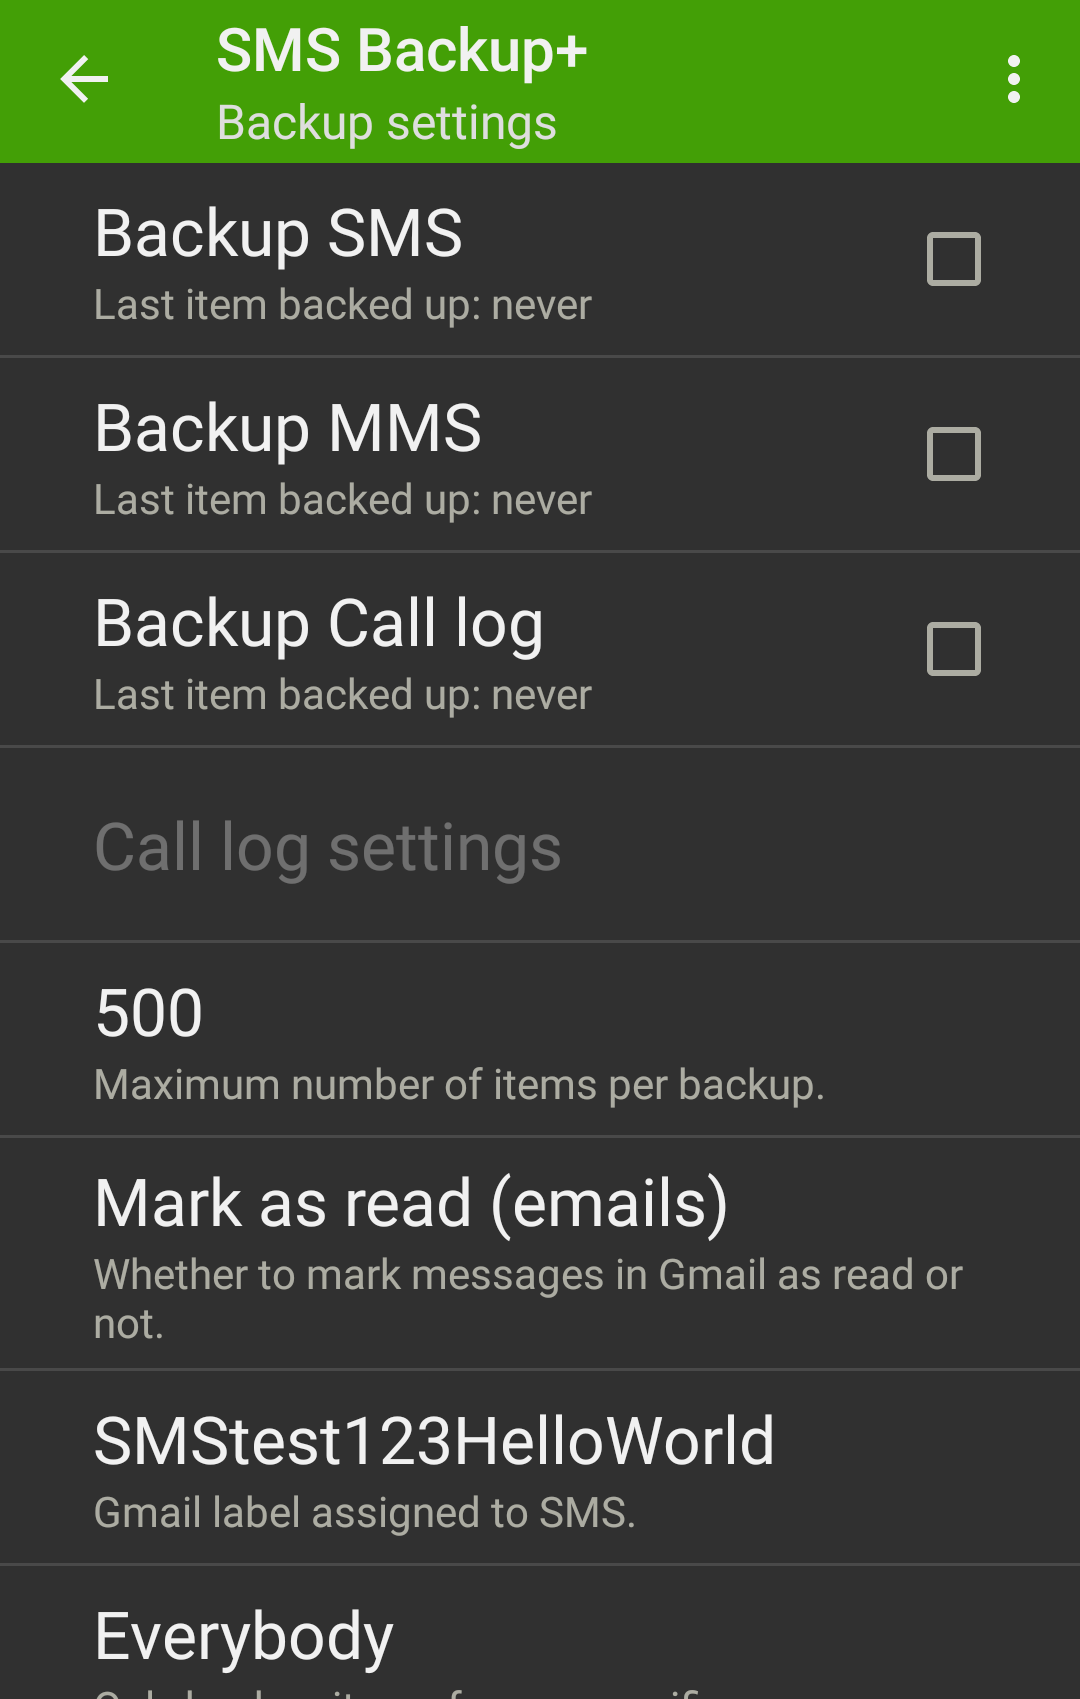 SMS Backup+
Backup settings
Backup SMS
Last item backed up: never
Backup MMS
Last item backed up: never
Backup Call log
Last item backed up: never
Call log settings
500
Maximum number of items per backup.
Mark as read (emails)
Whether to mark messages in Gmail as read or
not.
SMStest123HelloWorld
Gmail label assigned to SMS.
Everybody